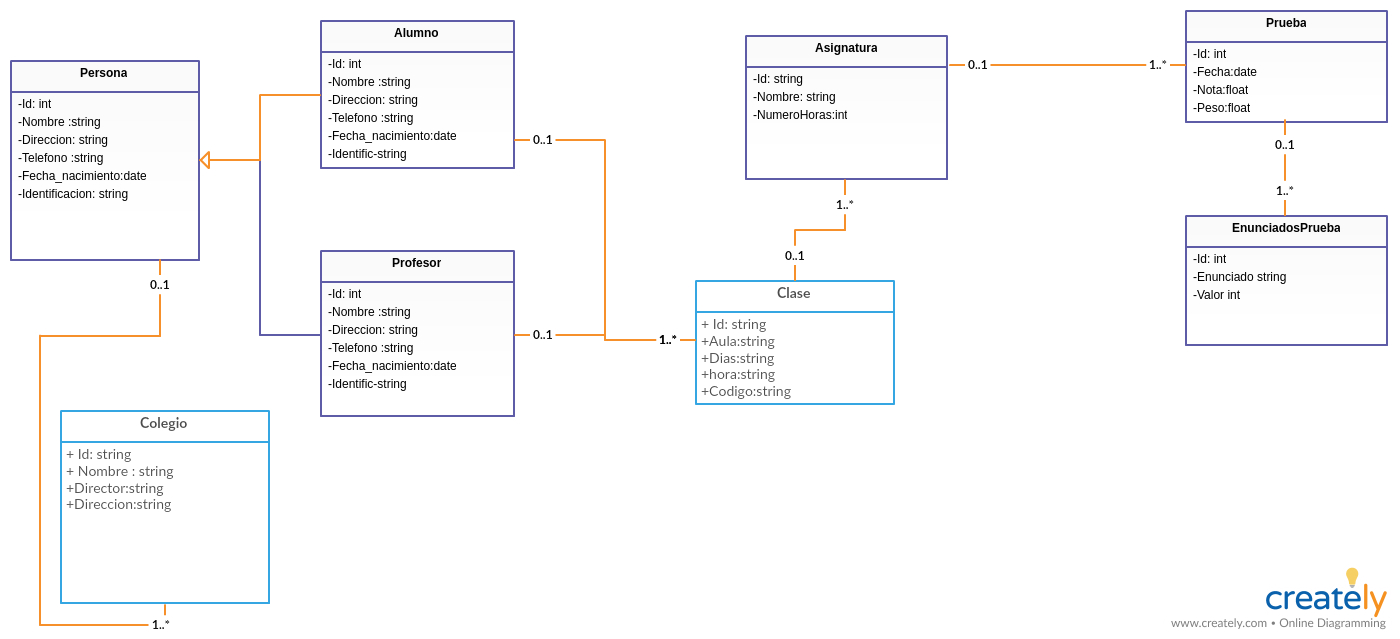 Persona
-Id: int
-Nombre :string
-Direccion: string
-Telefono :string
-Fecha_nacimiento:date
-Identificacion: string
0..1
Colegio
+ Id: string
+ Nombre : string
+Director:string
+Direccion:string
1..*
Alumno
-Id: int
-Nombre :string
-Direccion: string
-Telefono :string
-Fecha_nacimiento:date
-Identific-string
0..1
Profesor
-Id: int
-Nombre :string
-Direccion: string
-Telefono :string
-Fecha_nacimiento:date
-Identific-string
0..1
1..*
Asignatura
-Id: string
-Nombre: string
-NumeroHoras:int
1..*
0..1
Clase
+ Id: string
+Aula:string
+Dias:string
+hora:string
+Codigo:string
0..1
1..*
Prueba
-Id: int
-Fecha:date
-Nota:float
-Peso:float
0..1
1..*
EnunciadosPrueba
-Id: int
-Enunciado string
-Valor int
creately
www.creately.com • Online Diagramming